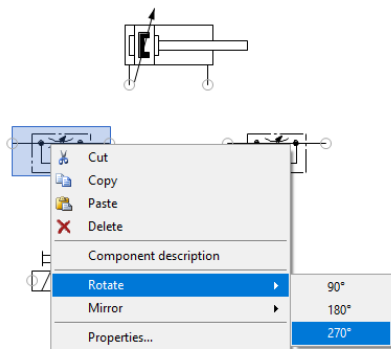 Cut
Copy
Paste
Delete
Component description
Rotate
90°
Mirror
180°
Properties...
270°